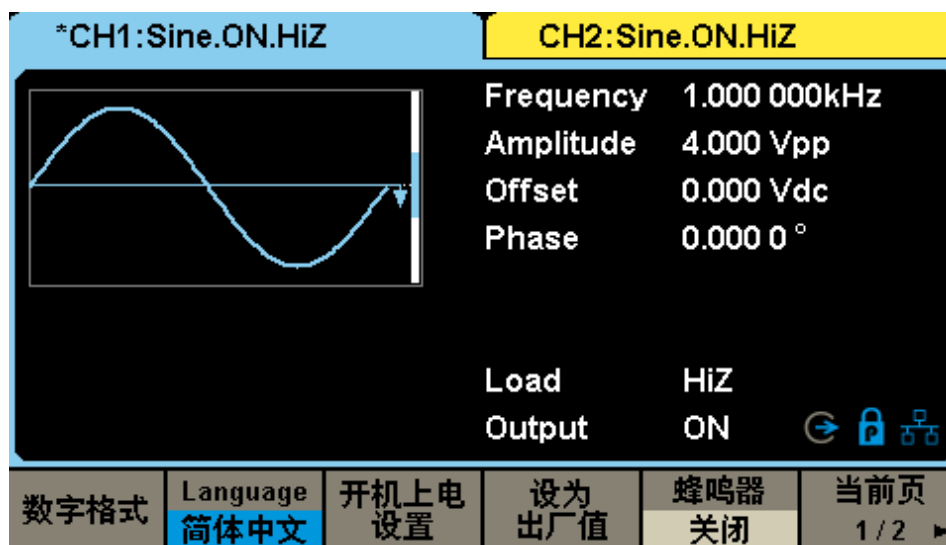 *CH1:Sine.ON.HiZ
CH2:Sine.ON.HiZ
Frequency 1.000 000kHz
Amplitude 4.000 Vpp
Offset 0.000 Vdc
Phase 0.000 0 °
Load HiZ
Output ON
P
数字格式
Language
简体中文
开机上电
设置
设为
出厂值
蜂鸣器
关闭
当前页
1/2